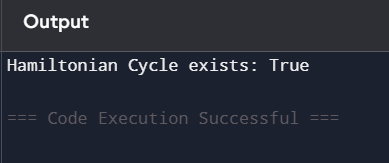 Output
Hamiltonian Cycle exists: True
=== Code Execution Successful ===